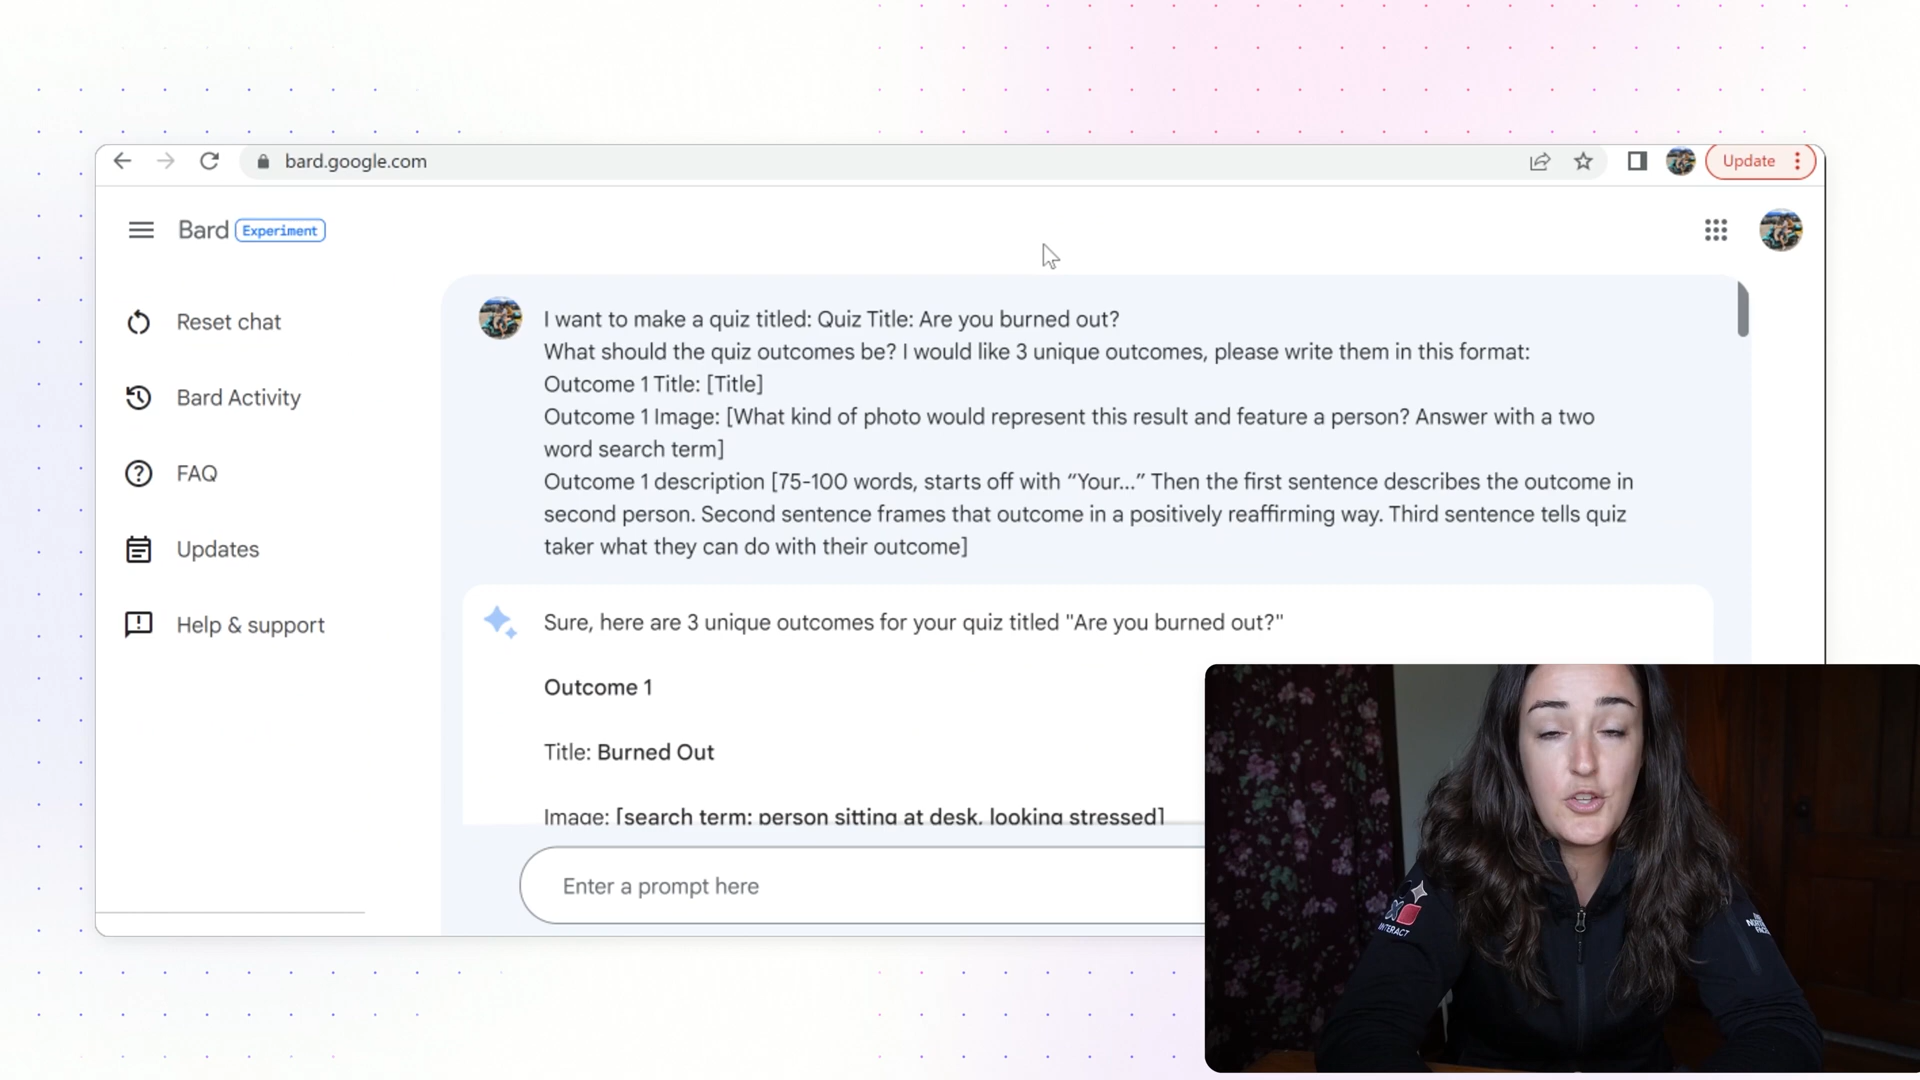 bard.google.com
Update
Bard Experiment
Reset chat
Bard Activity
FAQ
Updates
Help & support
I want to make a quiz titled: Quiz Title: Are you burned out?
What should the quiz outcomes be? I would like 3 unique outcomes, please write them in this format:
Outcome 1 Title: [Title]
Outcome 1 Image: [What kind of photo would represent this result and feature a person? Answer with a two
word search term]
Outcome 1 description [75-100 words, starts off with “Your...” Then the first sentence describes the outcome in
second person. Second sentence frames that outcome in a positively reaffirming way. Third sentence tells quiz
taker what they can do with their outcome]
Sure, here are 3 unique outcomes for your quiz titled "Are you burned out?"
Outcome 1
Title: Burned Out
Image: [search term: person sitting at desk, looking stressed]
Enter a prompt here
INTERACT